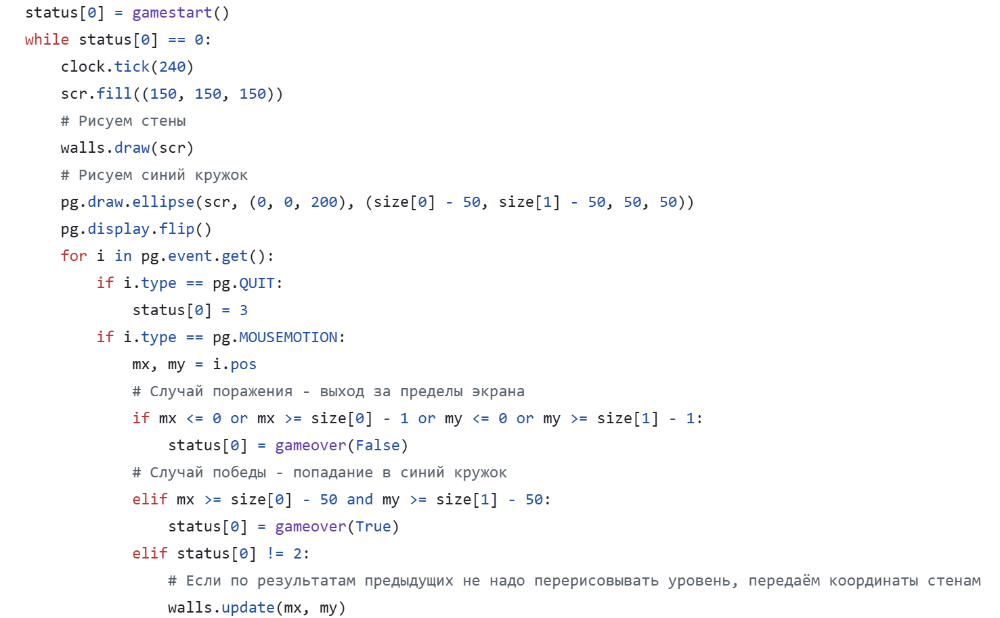 status[0] = gamestart()
while status[0] == 0:
    clock.tick(240)
    scr.fill((150, 150, 150))
    # Рисуем стены
    walls.draw(scr)
    # Рисуем синий кружок
    pg.draw.ellipse(scr, (0, 0, 200), (size[0] - 50, size[1] - 50, 50, 50))
    pg.display.flip()
    for i in pg.event.get():
        if i.type == pg.QUIT:
            status[0] = 3
        if i.type == pg.MOUSEMOTION:
            mx, my = i.pos
            # Случай поражения - выход за пределы экрана
            if mx <= 0 or mx >= size[0] - 1 or my <= 0 or my >= size[1] - 1:
                status[0] = gameover(False)
            # Случай победы - попадание в синий кружок
            elif mx >= size[0] - 50 and my >= size[1] - 50:
                status[0] = gameover(True)
            elif status[0] != 2:
                # Если по результатам предыдущих не надо перерисовывать уровень, передаём координаты стенам
                walls.update(mx, my)